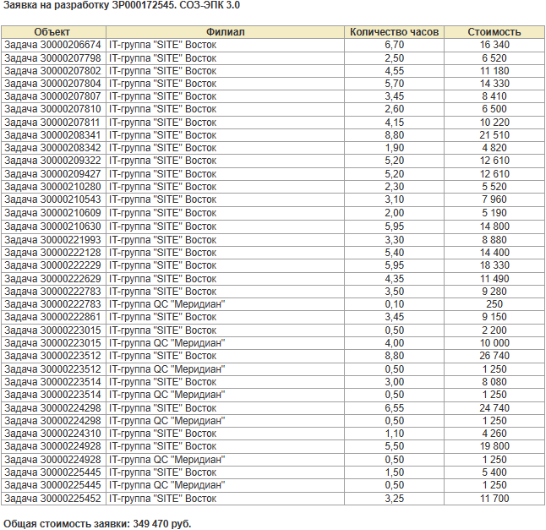 Заявка на разработку ЗР000172545. СОЗ-ЭПК 3.0
Объект Филиал Количество часов Стоимость
Задача 30000206674 IT-группа "SITE" Восток 6,70 16 340
Задача 30000207798 IT-группа "SITE" Восток 2,50 6 520
Задача 30000207802 IT-группа "SITE" Восток 4,55 11 180
Задача 30000207804 IT-группа "SITE" Восток 5,70 14 330
Задача 30000207807 IT-группа "SITE" Восток 3,45 8 410
Задача 30000207810 IT-группа "SITE" Восток 2,60 6 500
Задача 30000207811 IT-группа "SITE" Восток 4,15 10 220
Задача 30000208341 IT-группа "SITE" Восток 8,80 21 510
Задача 30000208342 IT-группа "SITE" Восток 1,90 4 820
Задача 30000209322 IT-группа "SITE" Восток 5,20 12 610
Задача 30000209427 IT-группа "SITE" Восток 5,20 12 610
Задача 30000210280 IT-группа "SITE" Восток 2,30 5 520
Задача 30000210543 IT-группа "SITE" Восток 3,10 7 960
Задача 30000210609 IT-группа "SITE" Восток 2,00 5 190
Задача 30000210630 IT-группа "SITE" Восток 5,95 14 800
Задача 30000221993 IT-группа "SITE" Восток 3,30 8 880
Задача 30000222128 IT-группа "SITE" Восток 5,40 14 400
Задача 30000222229 IT-группа "SITE" Восток 5,95 18 330
Задача 30000222629 IT-группа "SITE" Восток 4,35 11 490
Задача 30000222783 IT-группа "SITE" Восток 3,50 9 280
Задача 30000222783 IT-группа QC "Меридиан" 0,10 250
Задача 30000222861 IT-группа "SITE" Восток 3,45 9 150
Задача 30000223015 IT-группа "SITE" Восток 0,50 2 200
Задача 30000223015 IT-группа QC "Меридиан" 4,00 10 000
Задача 30000223512 IT-группа "SITE" Восток 8,80 26 740
Задача 30000223512 IT-группа QC "Меридиан" 0,50 1 250
Задача 30000223514 IT-группа "SITE" Восток 3,00 8 080
Задача 30000223514 IT-группа QC "Меридиан" 0,50 1 250
Задача 30000224298 IT-группа "SITE" Восток 6,55 24 740
Задача 30000224298 IT-группа QC "Меридиан" 0,50 1 250
Задача 30000224310 IT-группа "SITE" Восток 1,10 4 260
Задача 30000224928 IT-группа "SITE" Восток 5,50 19 800
Задача 30000224928 IT-группа QC "Меридиан" 0,50 1 250
Задача 30000225445 IT-группа "SITE" Восток 1,50 5 400
Задача 30000225445 IT-группа QC "Меридиан" 0,50 1 250
Задача 30000225452 IT-группа "SITE" Восток 3,25 11 700
Общая стоимость заявки: 349 470 руб.